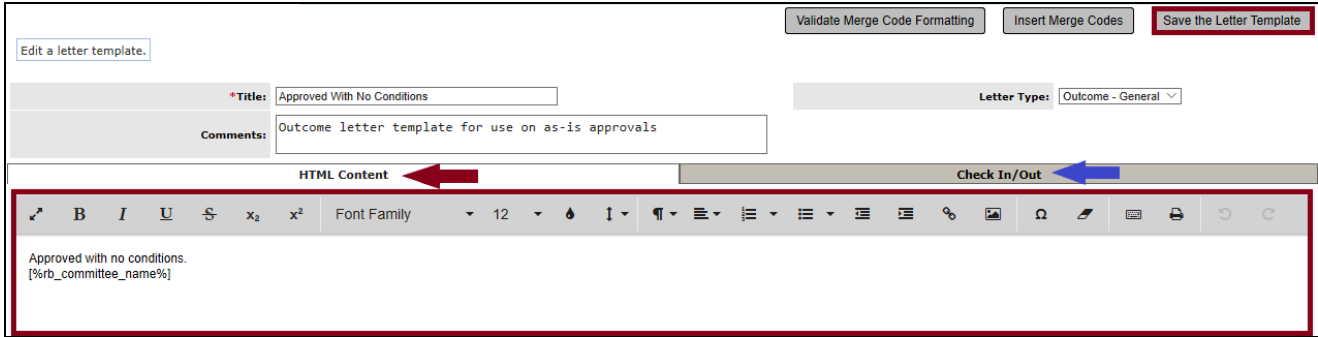 Validate Merge Code Formatting Insert Merge Codes Save the Letter Template
Edit a letter template.
*Title: Approved With No Conditions Letter Type: Outcome - General
Comments: Outcome letter template for use on as-is approvals
HTML Content Check In/Out
B I U S x₂ x² Font Family 12 ¶ Ω
Approved with no conditions.
[%rb_committee_name%]